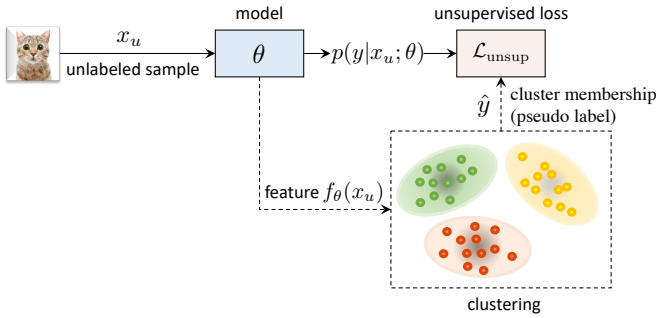 model
unsupervised loss
x_u
θ
p(y|x_u; θ)
L_unsup
unlabeled sample
ŷ
cluster membership
(pseudo label)
feature f_θ(x_u)
clustering